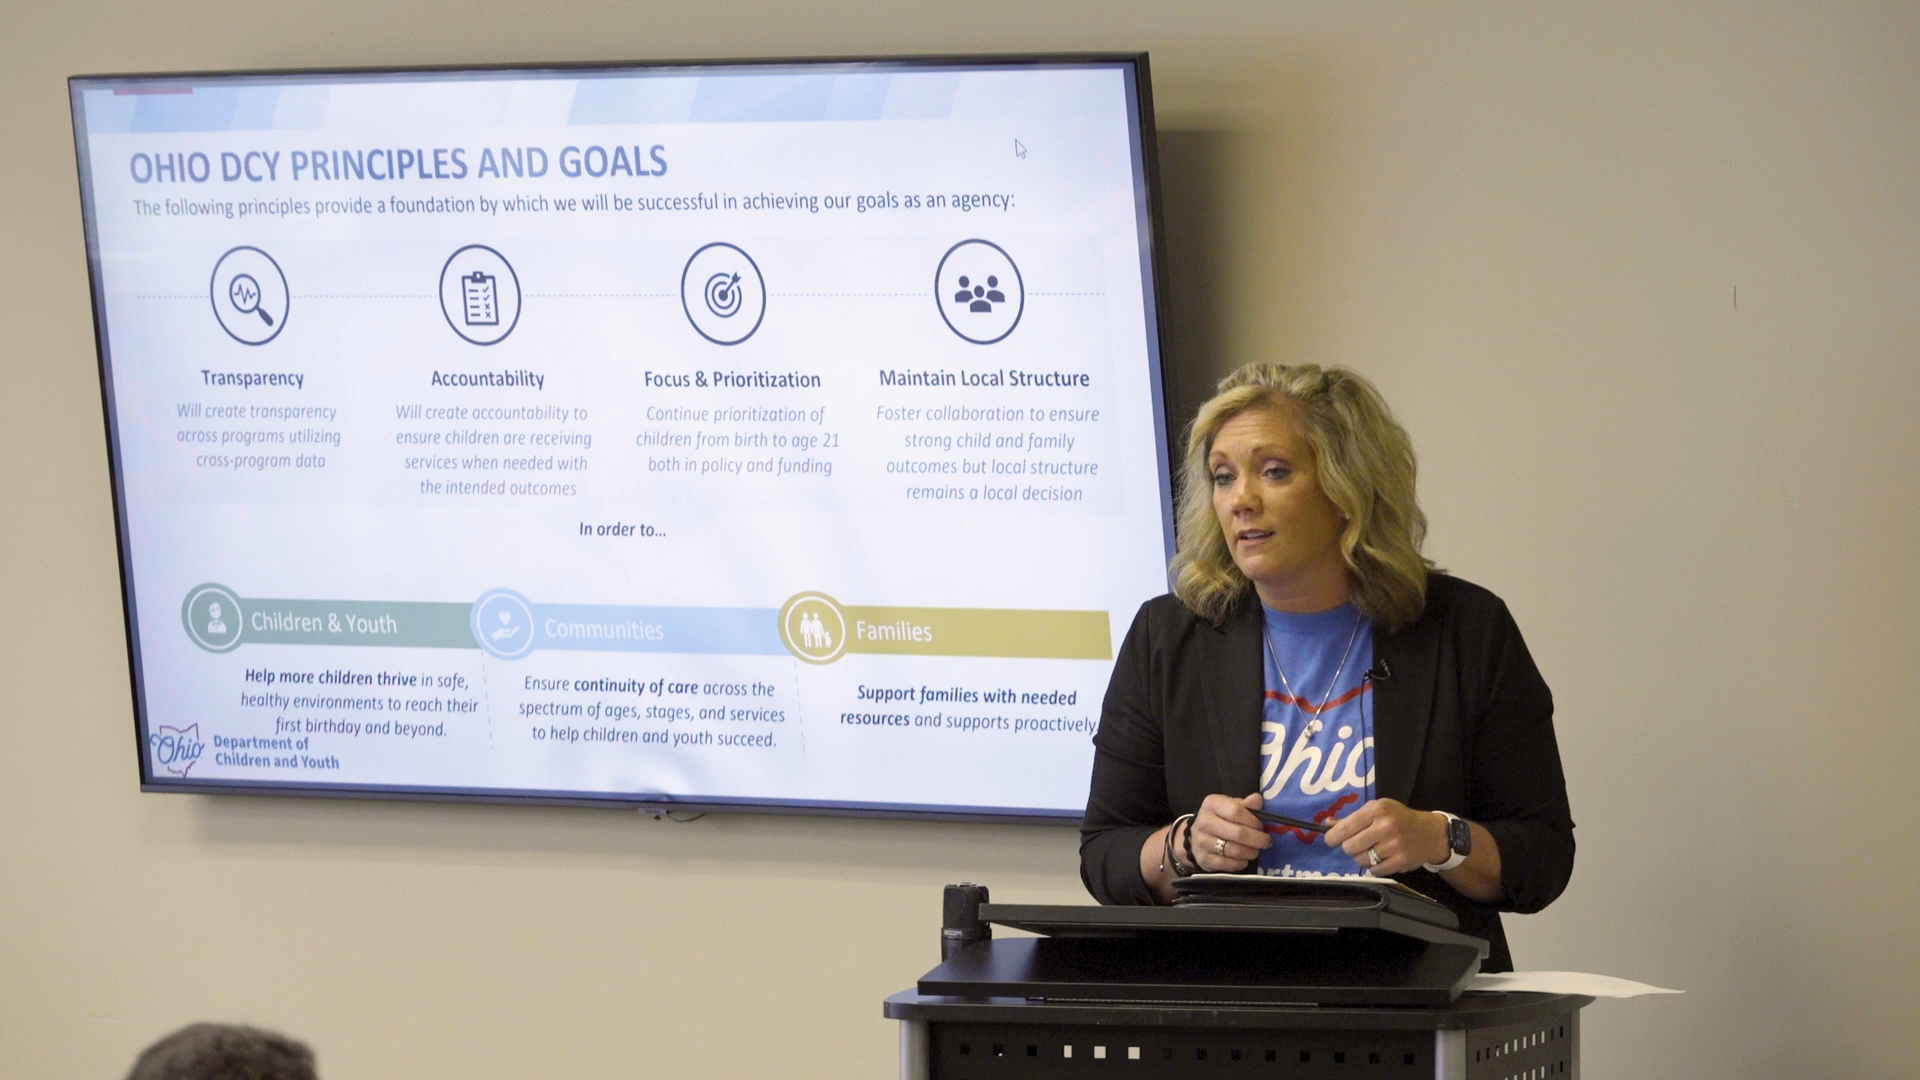 OHIO DCY PRINCIPLES AND GOALS
The following principles provide a foundation by which we will be successful in achieving our goals as an agency:
Transparency
Will create transparency
across programs utilizing
cross-program data
Accountability
Will create accountability to
ensure children are receiving
services when needed with
the intended outcomes
Focus & Prioritization
Continue prioritization of
children from birth to age 21
both in policy and funding
Maintain Local Structure
Foster collaboration to ensure
strong child and family
outcomes but local structure
remains a local decision
In order to...
Children & Youth
Help more children thrive in safe,
healthy environments to reach their
first birthday and beyond.
Communities
Ensure continuity of care across the
spectrum of ages, stages, and services
to help children and youth succeed.
Families
Support families with needed
resources and supports proactively.
Ohio
Department of
Children and Youth
Ohio
artmen
zoom